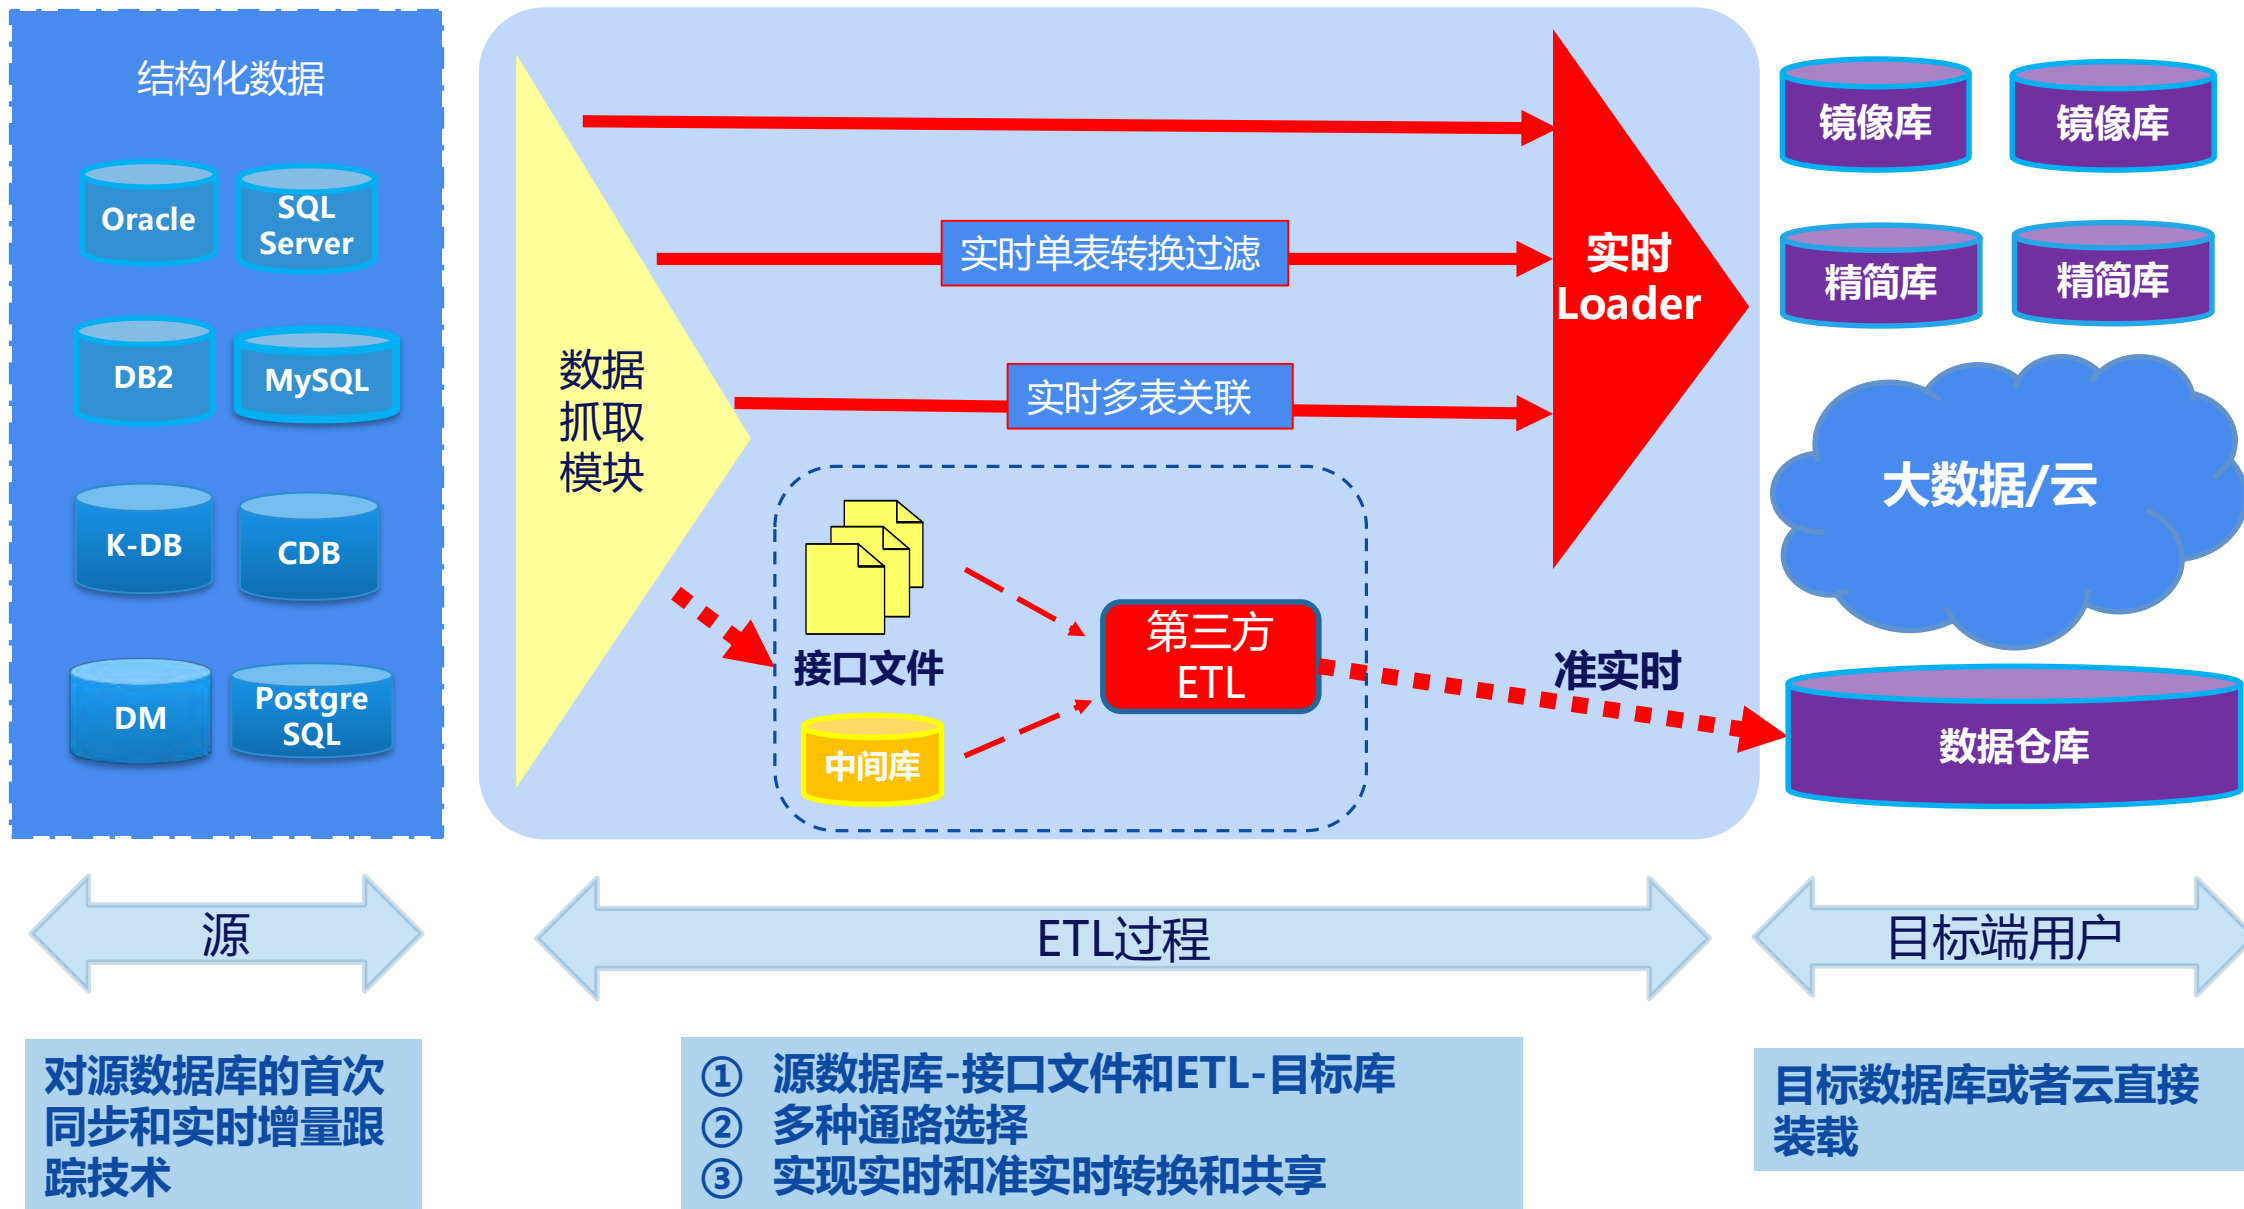 结构化数据
Oracle
SQL
Server
DB2
MySQL
K-DB
CDB
DM
Postgre
SQL
数据
抓取
模块
实时单表转换过滤
实时多表关联
实时
Loader
接口文件
中间库
第三方
ETL
准实时
镜像库
镜像库
精简库
精简库
大数据/云
数据仓库
源
ETL过程
目标端用户
对源数据库的首次
同步和实时增量跟
踪技术
① 源数据库-接口文件和ETL-目标库
② 多种通路选择
③ 实现实时和准实时转换和共享
目标数据库或者云直接
装载